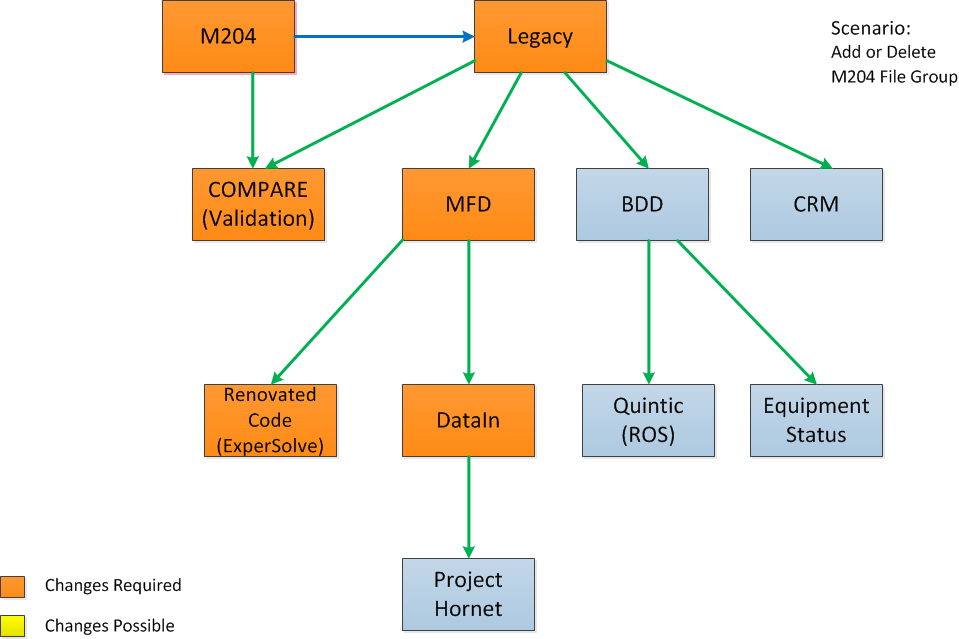 M204
Legacy
Scenario:
Add or Delete
M204 File Group
COMPARE
(Validation)
MFD
BDD
CRM
Renovated
Code
(ExperSolve)
DataIn
Quintic
(ROS)
Equipment
Status
Project
Hornet
Changes Required
Changes Possible